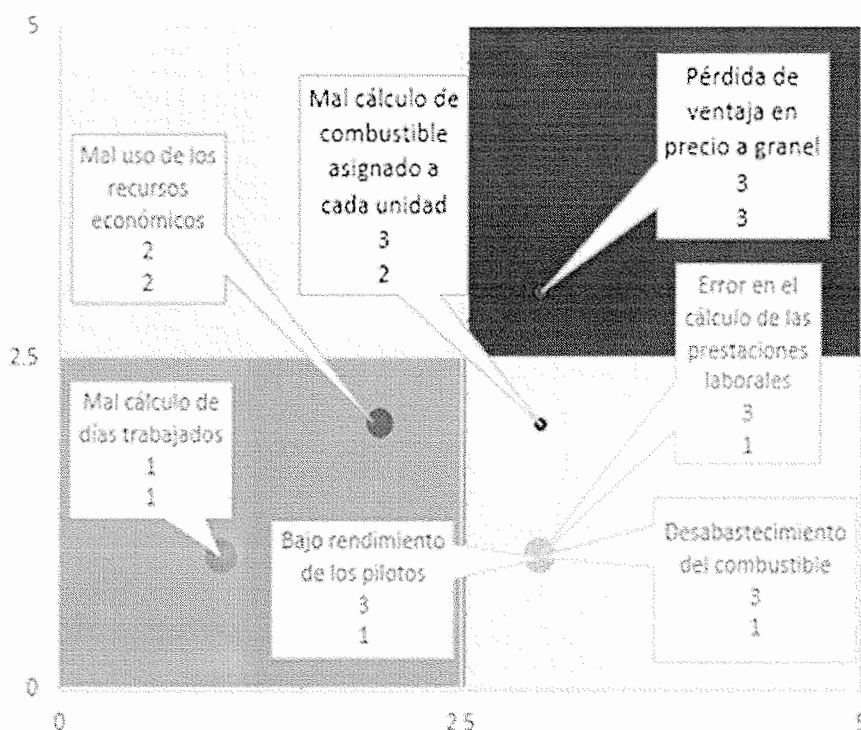 5
Pérdida de
ventaja en
precio a granel
3
3
Mal cálculo de
combustible
asignado a
cada unidad
3
2
Mal uso de los
recursos
económicos
2
2
Error en el
cálculo de las
prestaciones
laborales
3
1
2.5
Mal cálculo de
días trabajados
1
1
Bajo rendimiento
de los pilotos
3
1
Desabastecimiento
del combustible
3
1
0
0
2.5
5